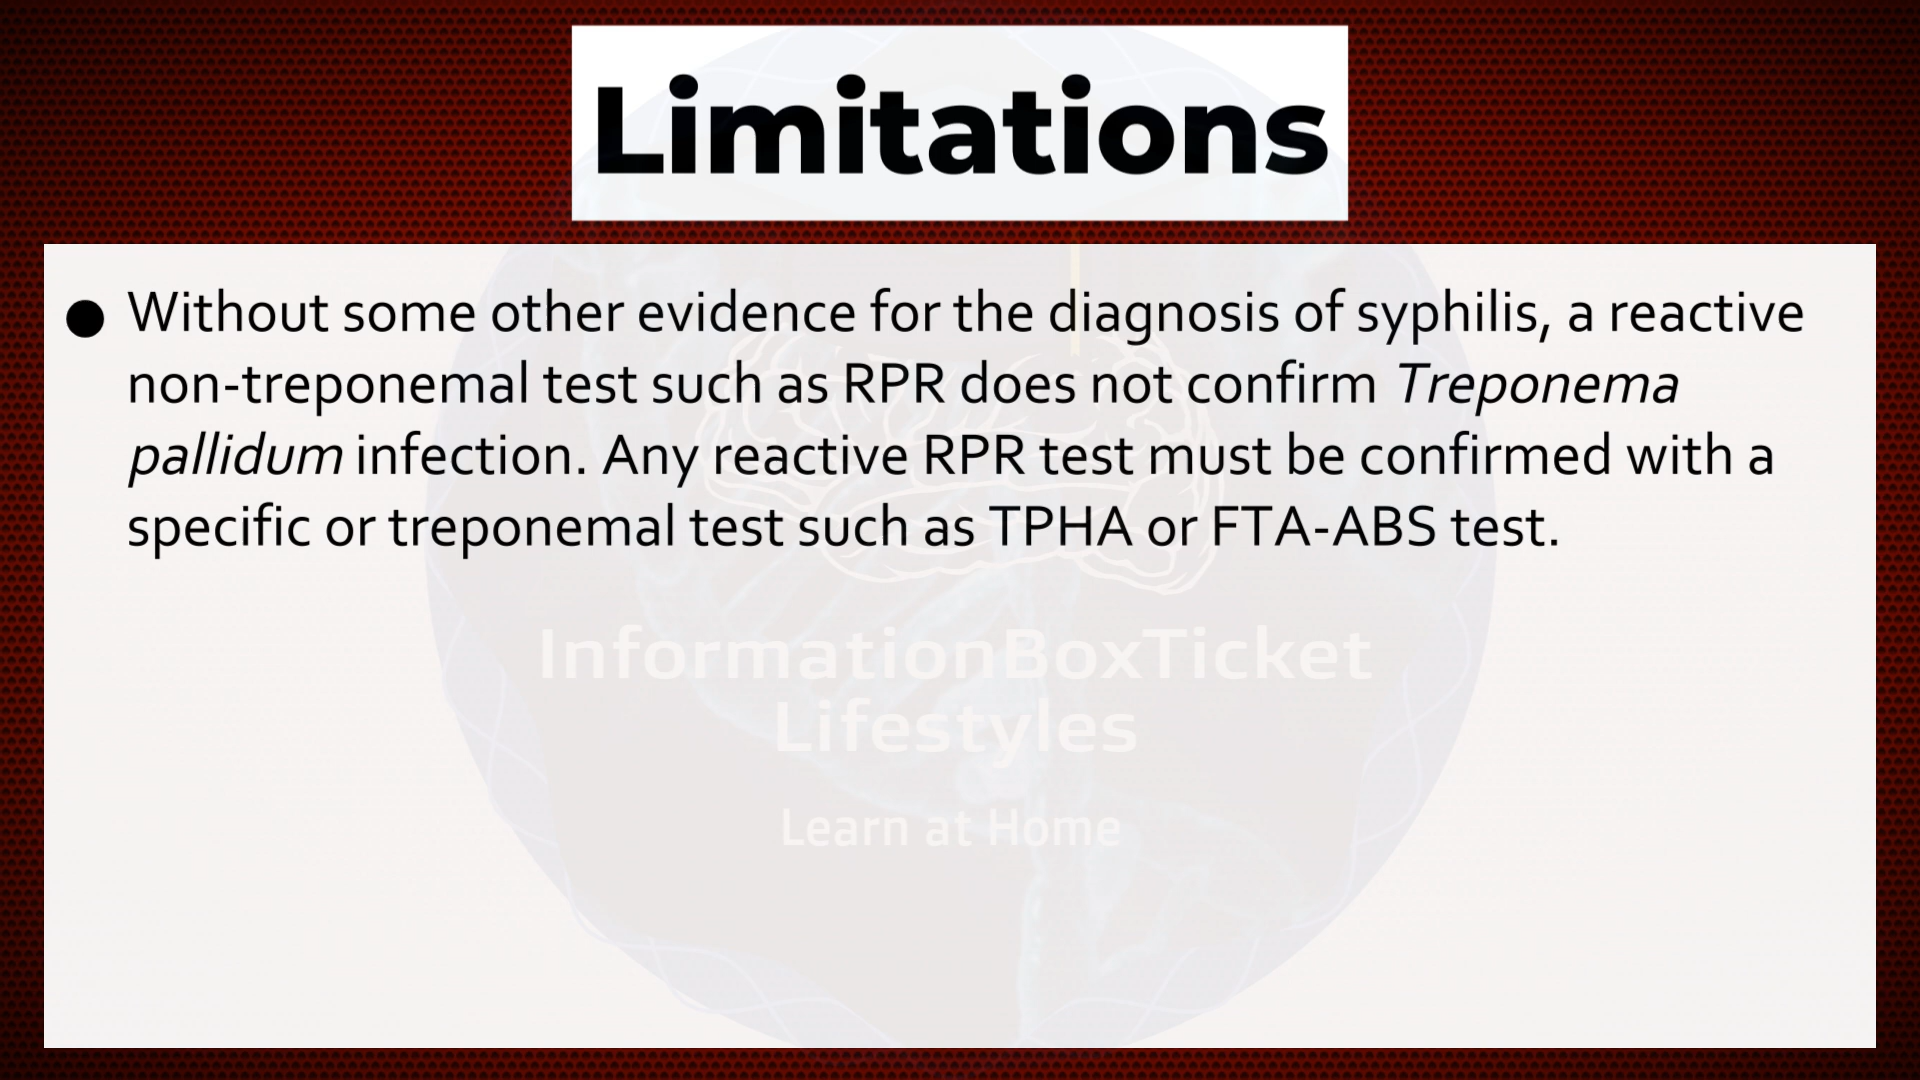 Limitations
● Without some other evidence for the diagnosis of syphilis, a reactive
non-treponemal test such as RPR does not confirm Treponema
pallidum infection. Any reactive RPR test must be confirmed with a
specific or treponemal test such as TPHA or FTA-ABS test.
InformationBoxTicket
Lifestyles
Learn at Home